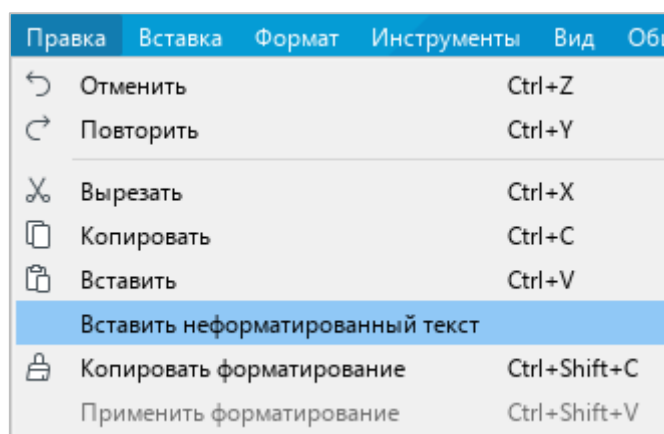 Правка Вставка Формат Инструменты Вид
Отменить Ctrl+Z
Повторить Ctrl+Y
Вырезать Ctrl+X
Копировать Ctrl+C
Вставить Ctrl+V
Вставить неформатированный текст
Копировать форматирование Ctrl+Shift+C
Применить форматирование Ctrl+Shift+V